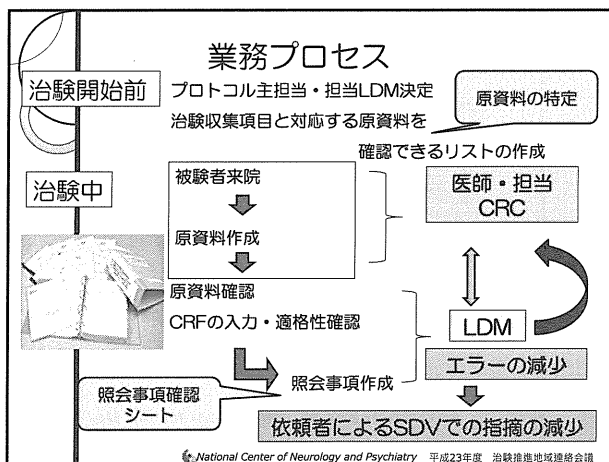 業務プロセス
治験開始前
プロトコル主担当・担当LDM決定
原資料の特定
治験収集項目と対応する原資料を
確認できるリストの作成
治験中
被験者来院
医師・担当
CRC
原資料作成
原資料確認
CRFの入力・適格性確認
LDM
エラーの減少
照会事項作成
照会事項確認
シート
依頼者によるSDVでの指摘の減少
National Center of Neurology and Psychiatry 平成23年度 治験推進地域連絡会議